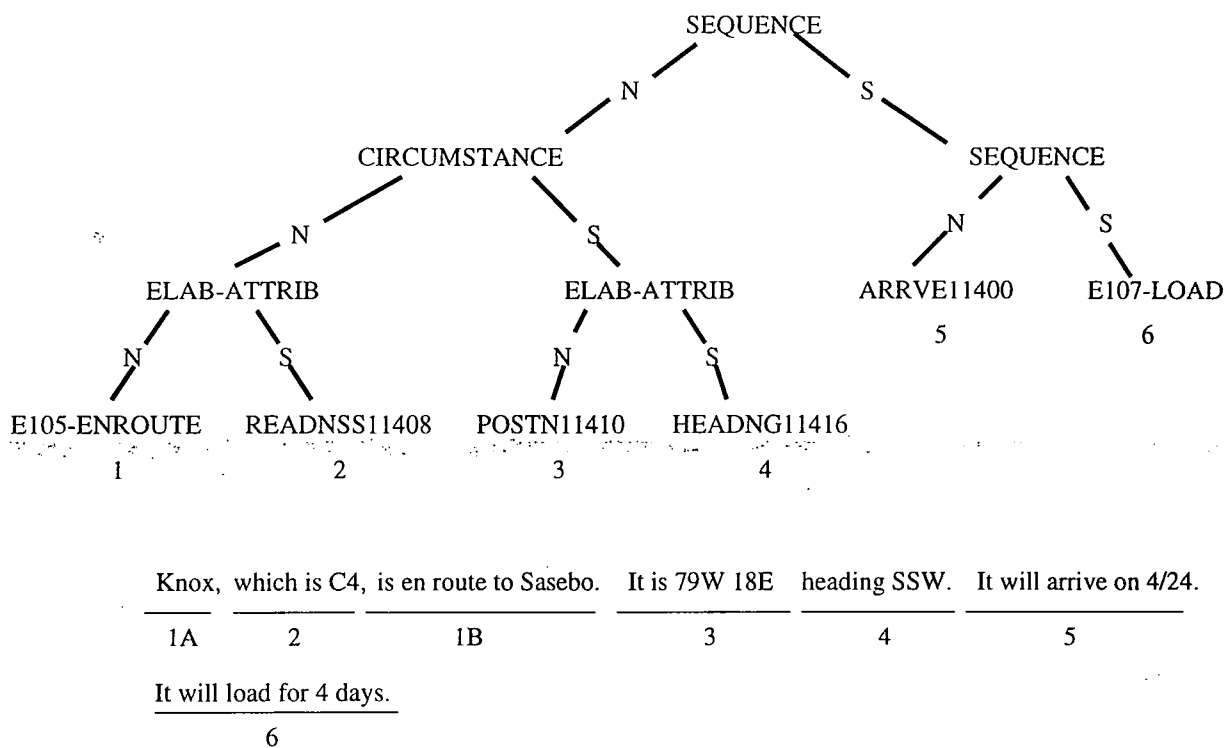 SEQUENCE
N S
CIRCUMSTANCE SEQUENCE
N S N S
ELAB-ATTRIB ELAB-ATTRIB ARRVE11400 E107-LOAD
5 6
N S N S
E105-ENROUTE READNSS11408 POSTN11410 HEADNG11416
1 2 3 4
Knox, which is C4, is en route to Sasebo. It is 79W 18E heading SSW. It will arrive on 4/24.
1A 2 1B 3 4 5
It will load for 4 days.
6